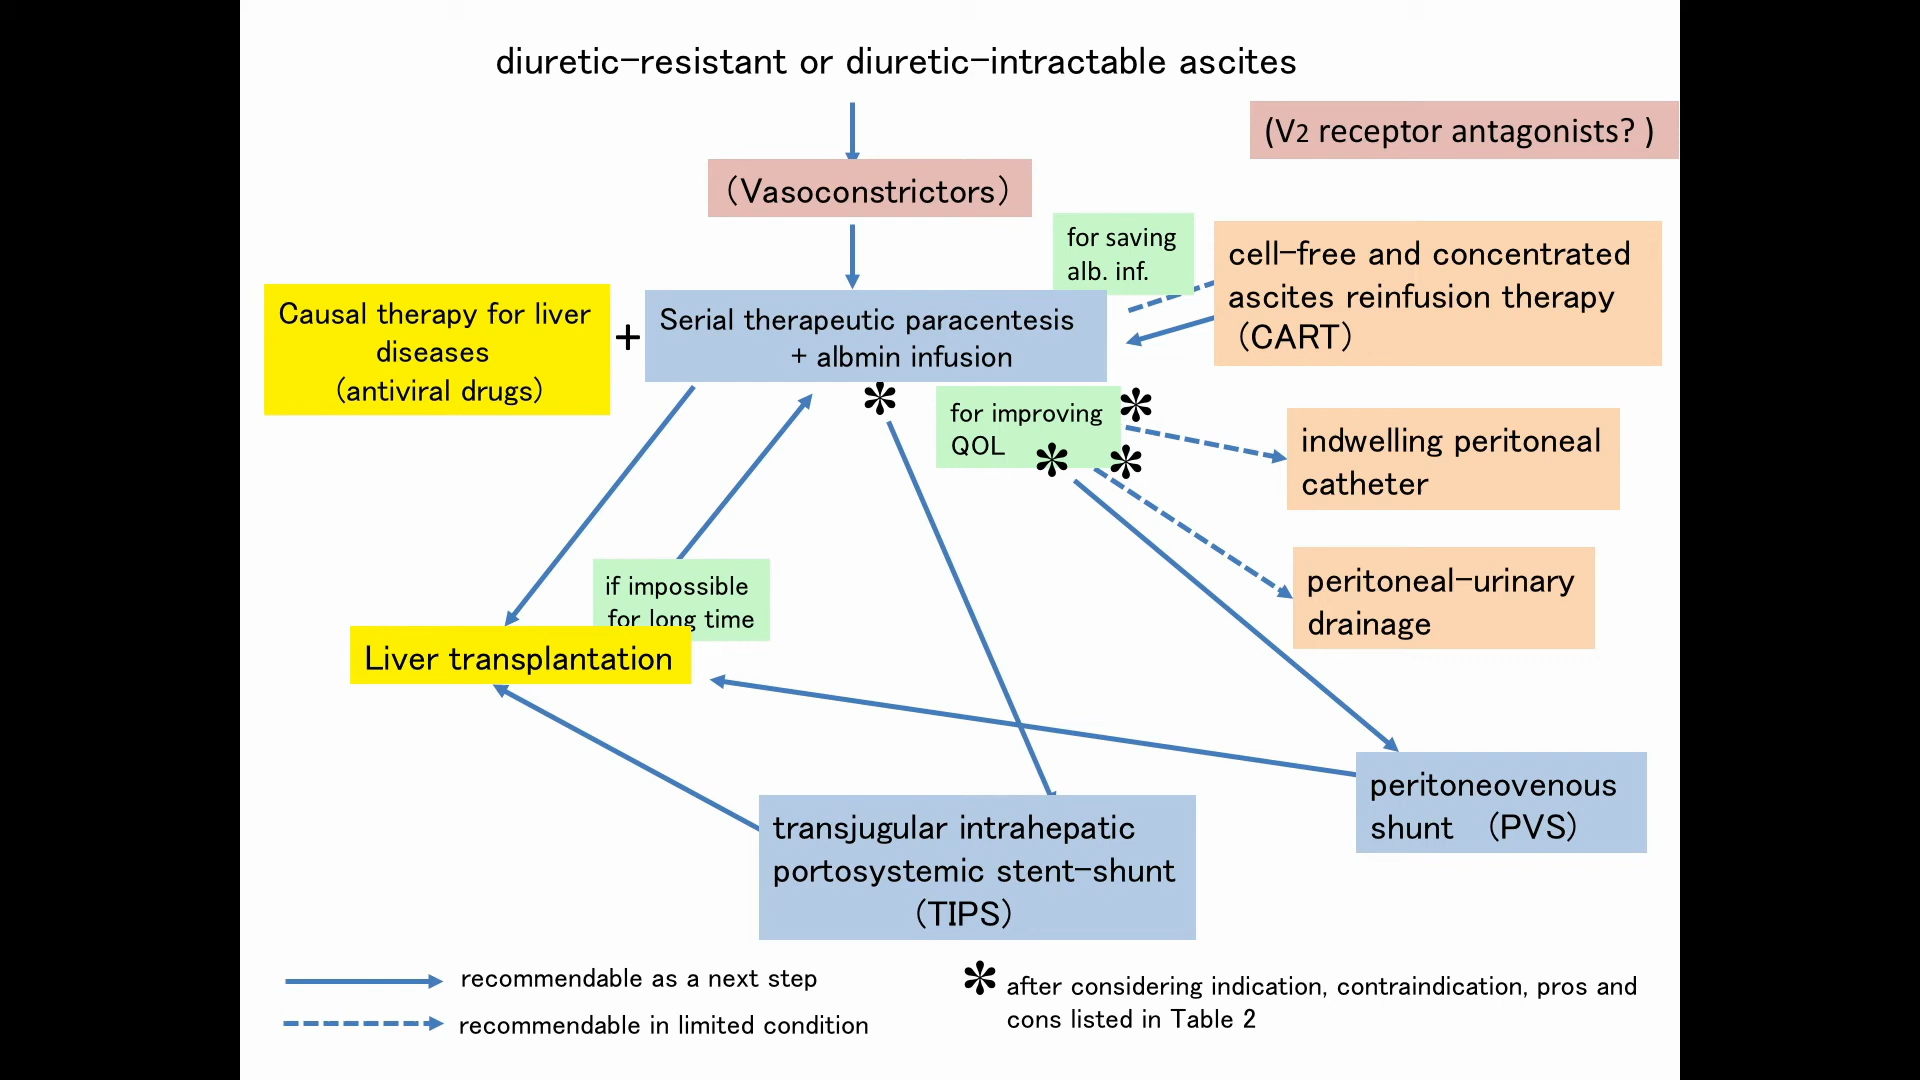 diuretic-resistant or diuretic-intractable ascites
(V2 receptor antagonists? )
(Vasoconstrictors)
for saving
alb. inf.
cell-free and concentrated
ascites reinfusion therapy
(CART)
Causal therapy for liver
diseases
(antiviral drugs)
+
Serial therapeutic paracentesis
+ albmin infusion
*
for improving
QOL
*
*
*
indwelling peritoneal
catheter
if impossible
for long time
peritoneal-urinary
drainage
Liver transplantation
peritoneovenous
shunt (PVS)
transjugular intrahepatic
portosystemic stent-shunt
(TIPS)
recommendable as a next step
recommendable in limited condition
* after considering indication, contraindication, pros and
cons listed in Table 2